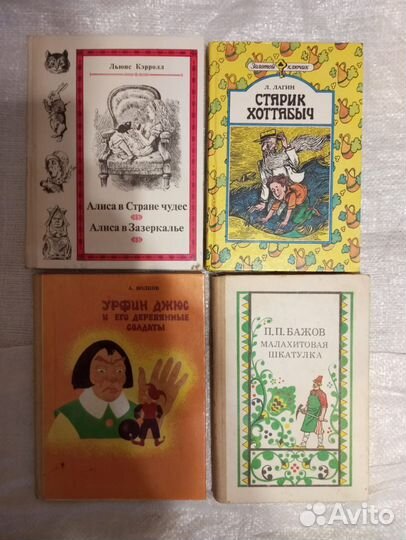 Льюис Кэрролл
Алиса в Стране чудес
Алиса в Зазеркалье
Золотой ключик
Л. ЛАГИН
СТАРИК
ХОТТАБЫЧ
А. ВОЛКОВ
УРФИН ДЖЮС
И ЕГО ДЕРЕВЯННЫЕ
СОЛДАТЫ
П.П. БАЖОВ
МАЛАХИТОВАЯ
ШКАТУЛКА
Avito